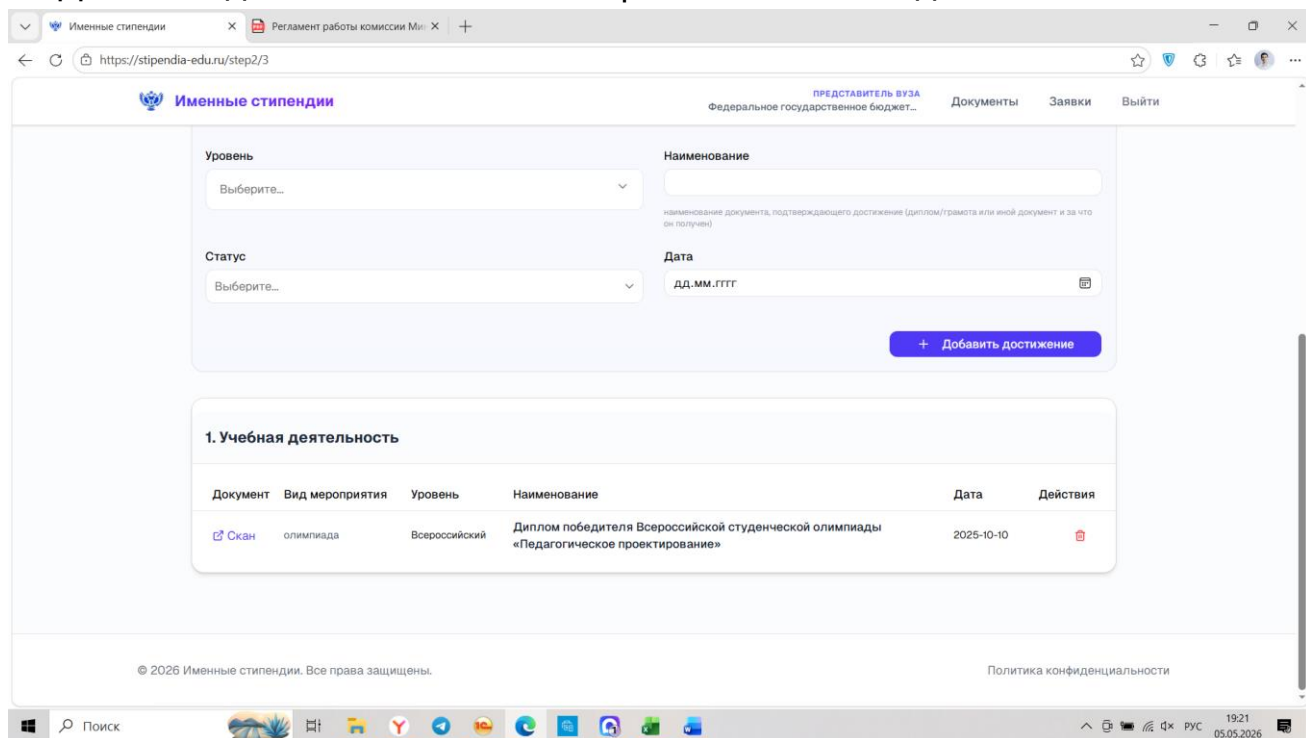 Именные стипендии
Регламент работы комиссии Ми
https://stipendia-edu.ru/step2/3
Именные стипендии
ПРЕДСТАВИТЕЛЬ ВУЗА
Федеральное государственное бюджет...
Документы
Заявки
Выйти
Уровень
Наименование
Выберите...
наименование документа, подтверждающего достижение (диплом/грамота или иной документ и за что
он получен)
Статус
Дата
Выберите...
дд.мм.гггг
+ Добавить достижение
1. Учебная деятельность
Документ Вид мероприятия Уровень Наименование Дата Действия
Скан олимпиада Всероссийский Диплом победителя Всероссийской студенческой олимпиады 2025-10-10
«Педагогическое проектирование»
© 2026 Именные стипендии. Все права защищены.
Политика конфиденциальности
Поиск
РУС
19:21
05.05.2026